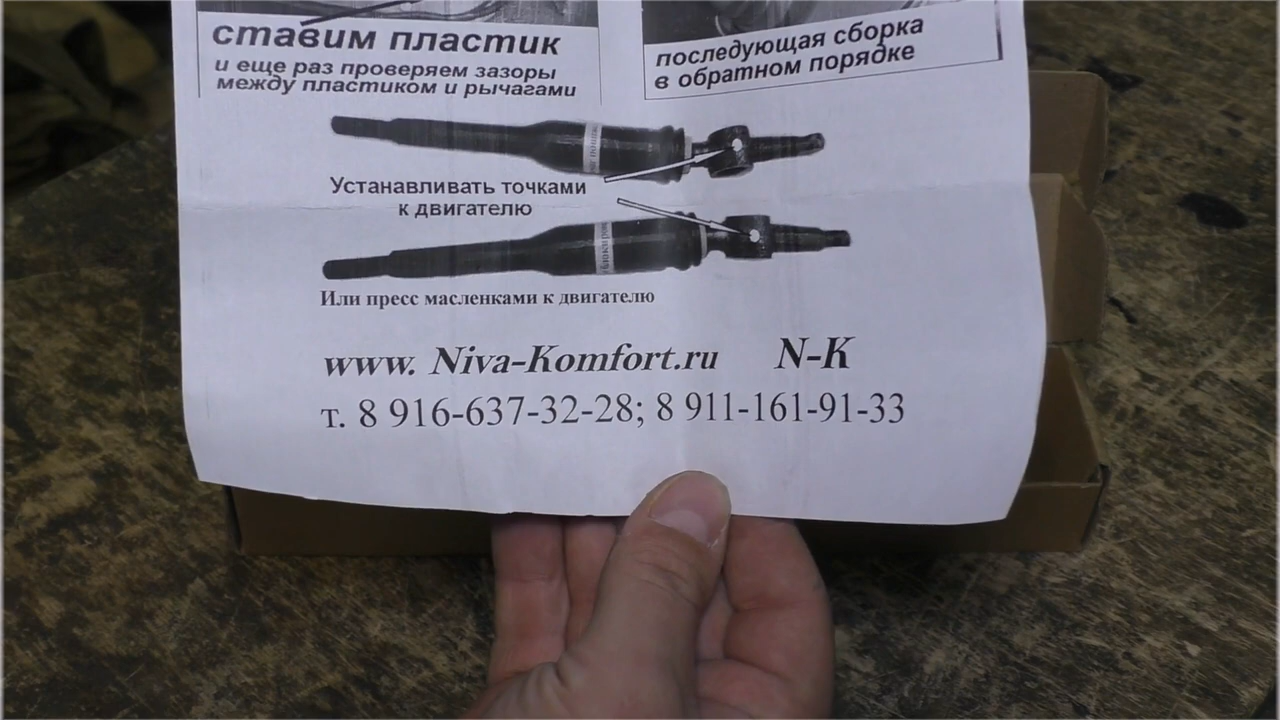 ставим пластик
и еще раз проверяем зазоры
между пластиком и рычагами
последующая сборка
в обратном порядке
Устанавливать точками
к двигателю
Или пресс масленками к двигателю
www. Niva-Komfort.ru N-K
т. 8 916-637-32-28; 8 911-161-91-33